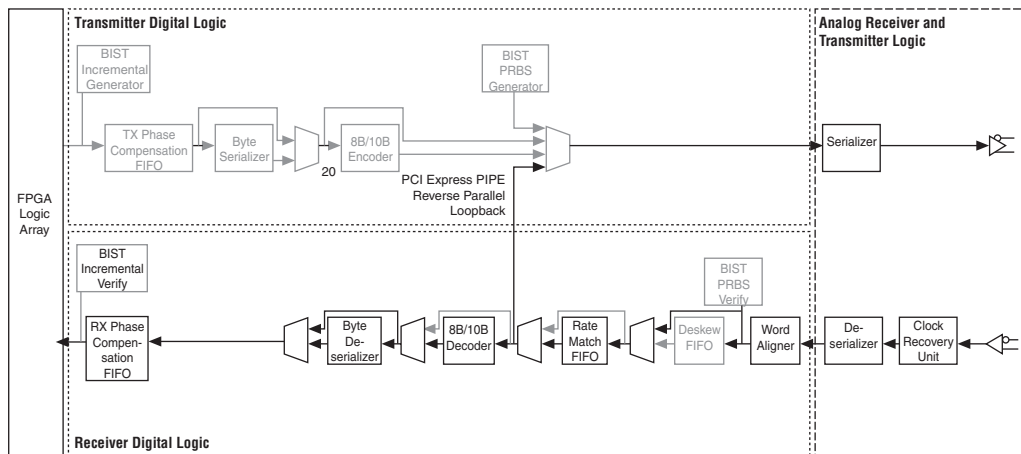 Transmitter Digital Logic
Analog Receiver and
Transmitter Logic
BIST
Incremental
Generator
BIST
PRBS
Generator
TX Phase
Compensation
FIFO
Byte
Serializer
20
8B/10B
Encoder
Serializer
PCI Express PIPE
Reverse Parallel
Loopback
FPGA
Logic
Array
BIST
Incremental
Verify
BIST
PRBS
Verify
RX Phase
Compen-
sation
FIFO
Byte
De-
serializer
8B/10B
Decoder
Rate
Match
FIFO
Deskew
FIFO
Word
Aligner
De-
serializer
Clock
Recovery
Unit
Receiver Digital Logic